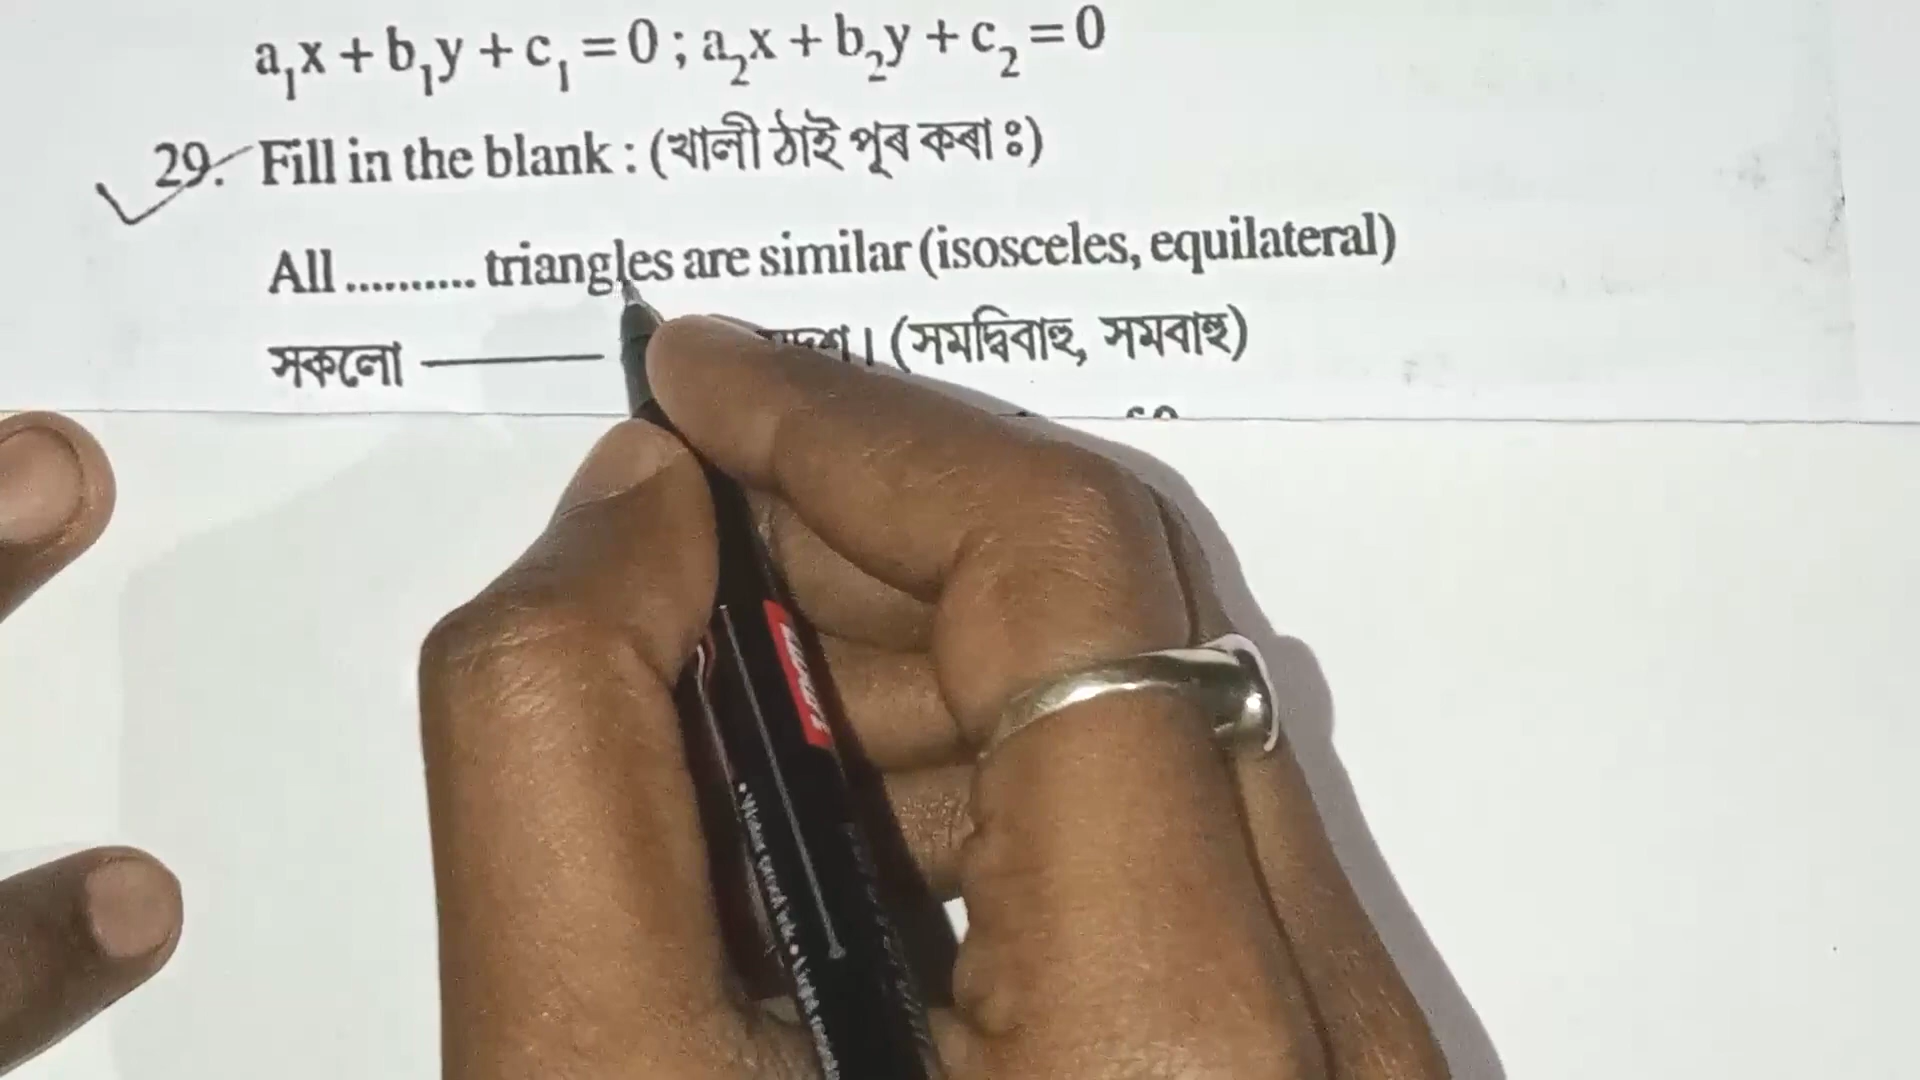 a₁x + b₁y + c₁ = 0 ; a₂x + b₂y + c₂ = 0
29. Fill in the blank : (খালী ঠাই পূৰ কৰা ঃ)
All .......... triangles are similar (isosceles, equilateral)
সকলো ——— । (সমদ্বিবাহু, সমবাহু)